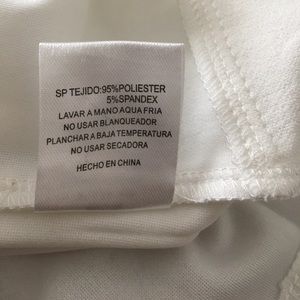 SP TEJIDO:95%POLIESTER
5%SPANDEX
LAVAR A MANO AQUA FRIA
NO USAR BLANQUEADOR
PLANCHAR A BAJA TEMPERATURA
NO USAR SECADORA
HECHO EN CHINA